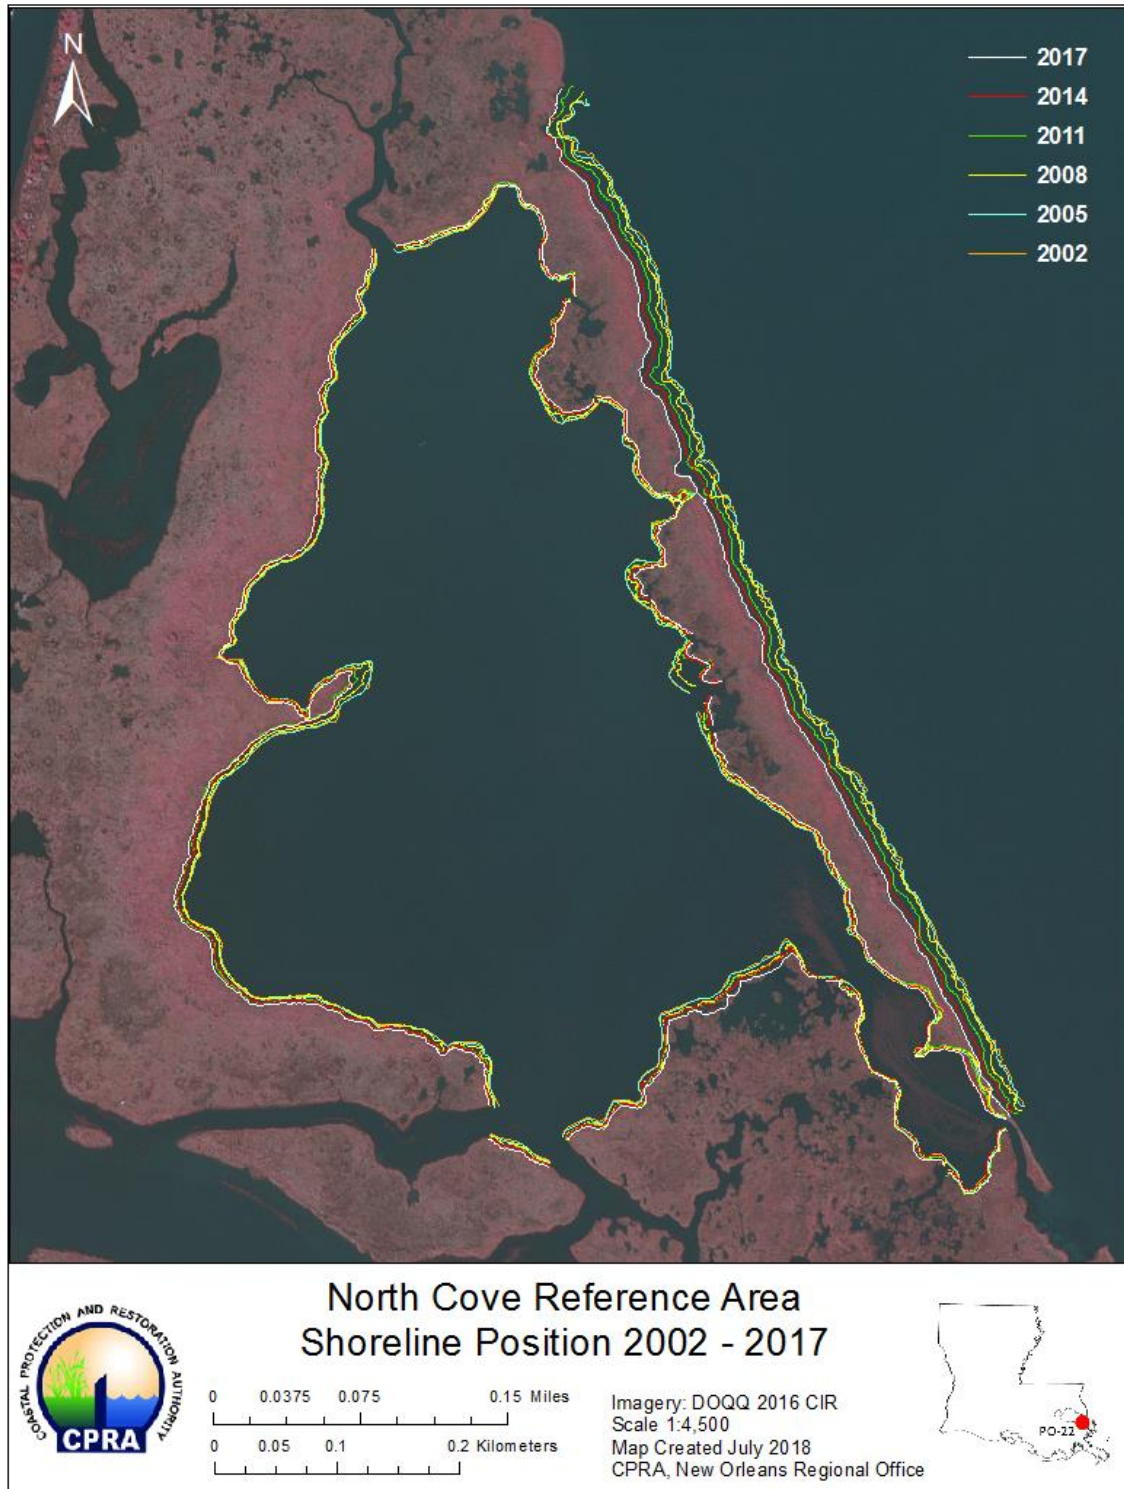 N
2017
2014
2011
2008
2005
2002
North Cove Reference Area
Shoreline Position 2002 - 2017
COASTAL PROTECTION AND RESTORATION AUTHORITY
CPRA
0 0.0375 0.075 0.15 Miles
0 0.05 0.1 0.2 Kilometers
Imagery: DOQQ 2016 CIR
Scale 1:4,500
Map Created July 2018
CPRA, New Orleans Regional Office
PO-22